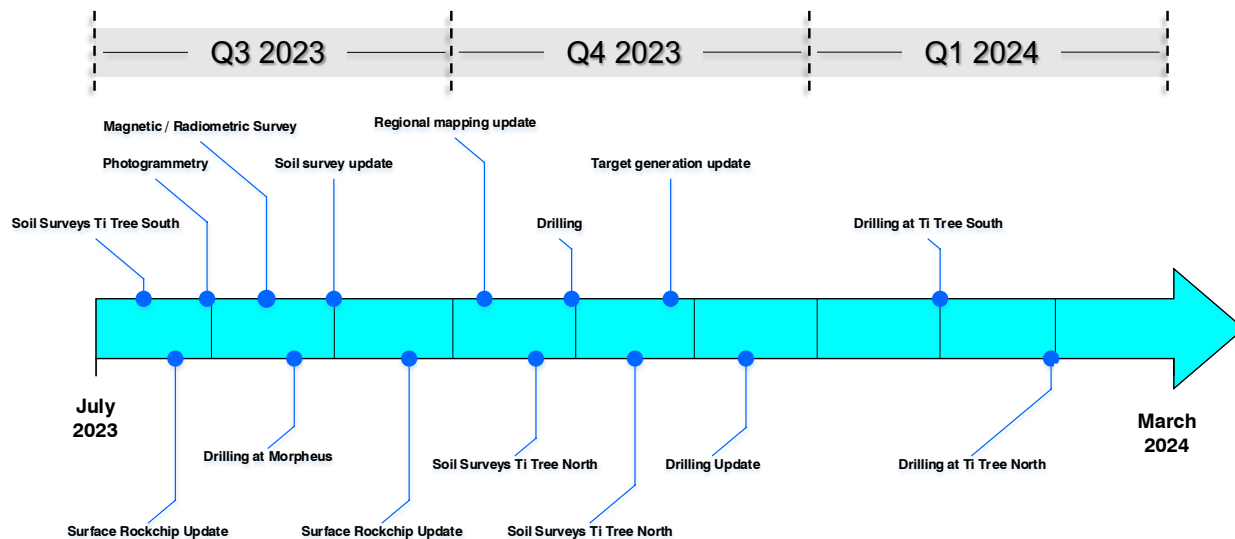 Q3 2023
Q4 2023
Q1 2024
Magnetic / Radiometric Survey
Regional mapping update
Photogrammetry
Soil survey update
Target generation update
Soil Surveys Ti Tree South
Drilling
Drilling at Ti Tree South
July
2023
March
2024
Drilling at Morpheus
Soil Surveys Ti Tree North
Drilling Update
Drilling at Ti Tree North
Surface Rockchip Update
Surface Rockchip Update
Soil Surveys Ti Tree North